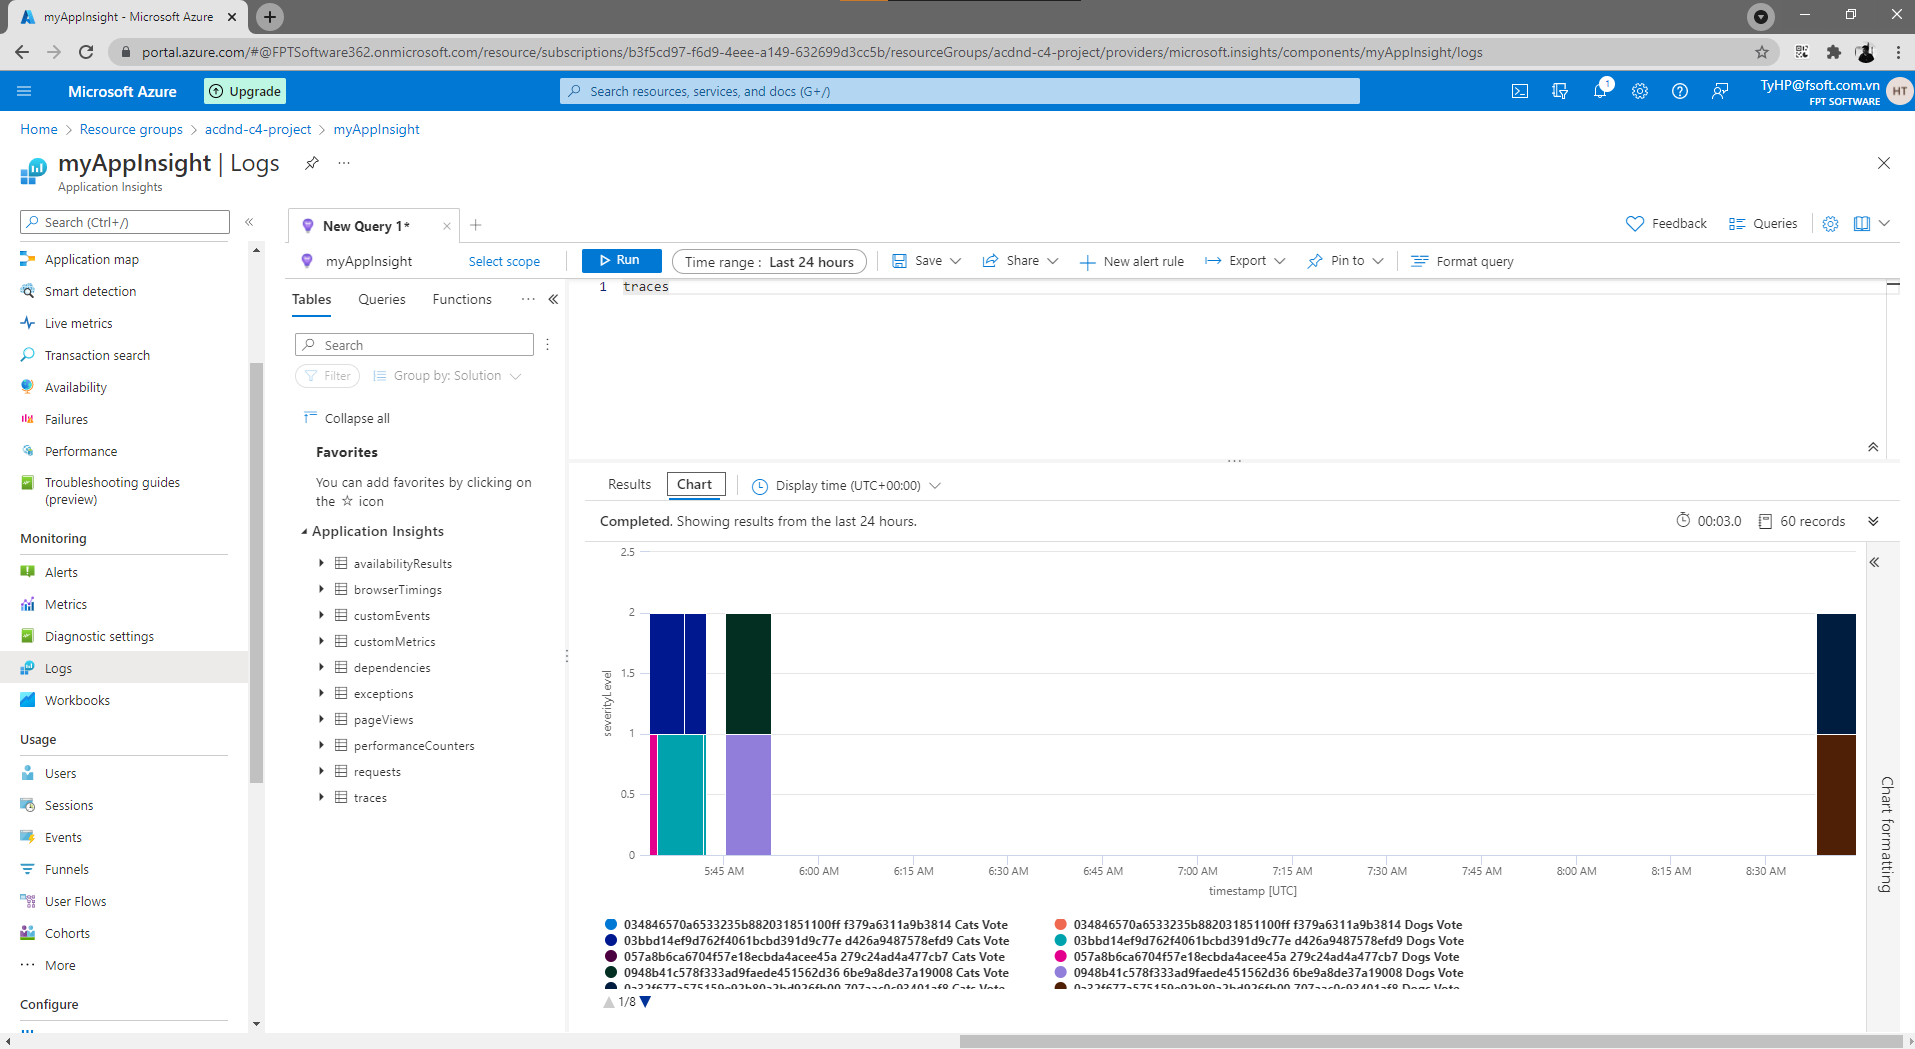 myAppInsight - Microsoft Azure
portal.azure.com/#@FPTSoftware362.onmicrosoft.com/resource/subscriptions/b3f5cd97-f6d9-4eee-a149-632699d3cc5b/resourceGroups/acdnd-c4-project/providers/microsoft.insights/components/myAppInsight/logs
Microsoft Azure
Upgrade
Search resources, services, and docs (G+/)
1
TyHP@fsoft.com.vn
FPT SOFTWARE
HT
Home > Resource groups > acdnd-c4-project > myAppInsight
myAppInsight | Logs
Application Insights
Search (Ctrl+/)
Application map
Smart detection
Live metrics
Transaction search
Availability
Failures
Performance
Troubleshooting guides
(preview)
Monitoring
Alerts
Metrics
Diagnostic settings
Logs
Workbooks
Usage
Users
Sessions
Events
Funnels
User Flows
Cohorts
More
Configure
New Query 1*
Feedback
Queries
myAppInsight
Select scope
Run
Time range : Last 24 hours
Save
Share
New alert rule
Export
Pin to
Format query
Tables
Queries
Functions
Search
Filter
Group by: Solution
Collapse all
Favorites
You can add favorites by clicking on
the ☆ icon
Application Insights
availabilityResults
browserTimings
customEvents
customMetrics
dependencies
exceptions
pageViews
performanceCounters
requests
traces
1 traces
Results
Chart
Display time (UTC+00:00)
Completed. Showing results from the last 24 hours.
00:03.0
60 records
2.5
2
1.5
1
0.5
0
severityLevel
5:45 AM
6:00 AM
6:15 AM
6:30 AM
6:45 AM
7:00 AM
7:15 AM
7:30 AM
7:45 AM
8:00 AM
8:15 AM
8:30 AM
timestamp [UTC]
Chart formatting
034846570a6533235b882031851100ff f379a6311a9b3814 Cats Vote
034846570a6533235b882031851100ff f379a6311a9b3814 Dogs Vote
03bbd14ef9d762f4061bcbd391d9c77e d426a9487578efd9 Cats Vote
03bbd14ef9d762f4061bcbd391d9c77e d426a9487578efd9 Dogs Vote
057a8b6ca6704f57e18ecbda4acee45a 279c24ad4a477cb7 Cats Vote
057a8b6ca6704f57e18ecbda4acee45a 279c24ad4a477cb7 Dogs Vote
0948b41c578f333ad9faede451562d36 6be9a8de37a19008 Cats Vote
0948b41c578f333ad9faede451562d36 6be9a8de37a19008 Dogs Vote
Cats Vote
Dogs Vote
1/8